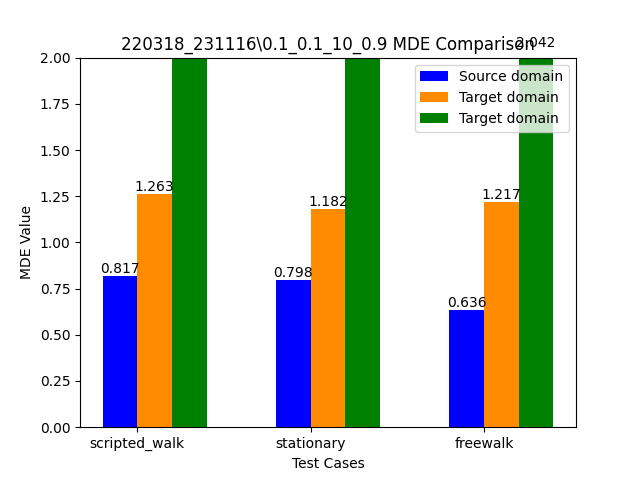 220318_231116\0.1_0.1_10_0.9 MDE Comparison
2.042
2.00
1.75
1.50
1.25
1.00
0.75
0.50
0.25
0.00
MDE Value
Source domain
Target domain
Target domain
0.817
1.263
0.798
1.182
0.636
1.217
scripted_walk
stationary
freewalk
Test Cases